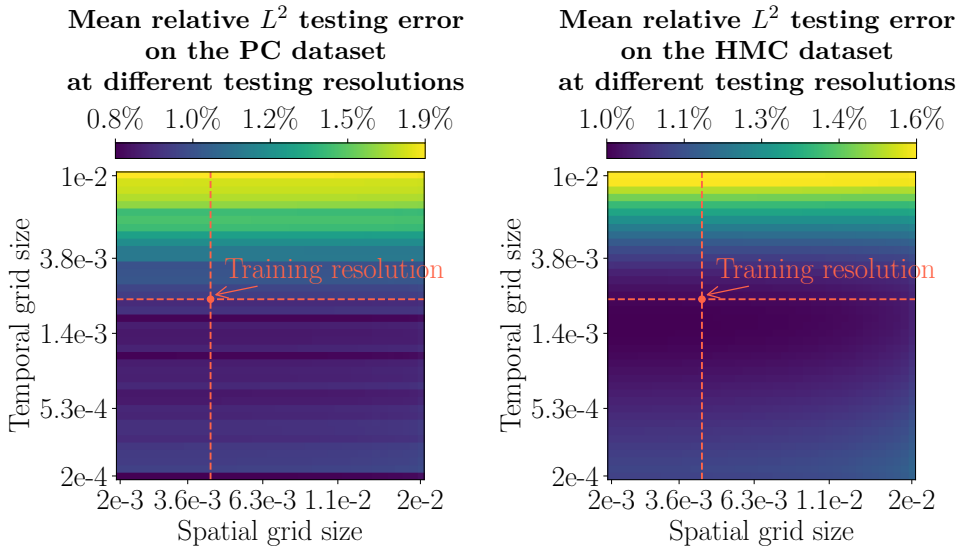 Mean relative L² testing error
on the PC dataset
at different testing resolutions
0.8% 1.0% 1.2% 1.5% 1.9%
1e-2
3.8e-3
1.4e-3
5.3e-4
2e-4
Temporal grid size
Training resolution
2e-3 3.6e-3 6.3e-3 1.1e-2 2e-2
Spatial grid size
Mean relative L² testing error
on the HMC dataset
at different testing resolutions
1.0% 1.1% 1.3% 1.4% 1.6%
1e-2
3.8e-3
1.4e-3
5.3e-4
2e-4
Temporal grid size
Training resolution
2e-3 3.6e-3 6.3e-3 1.1e-2 2e-2
Spatial grid size